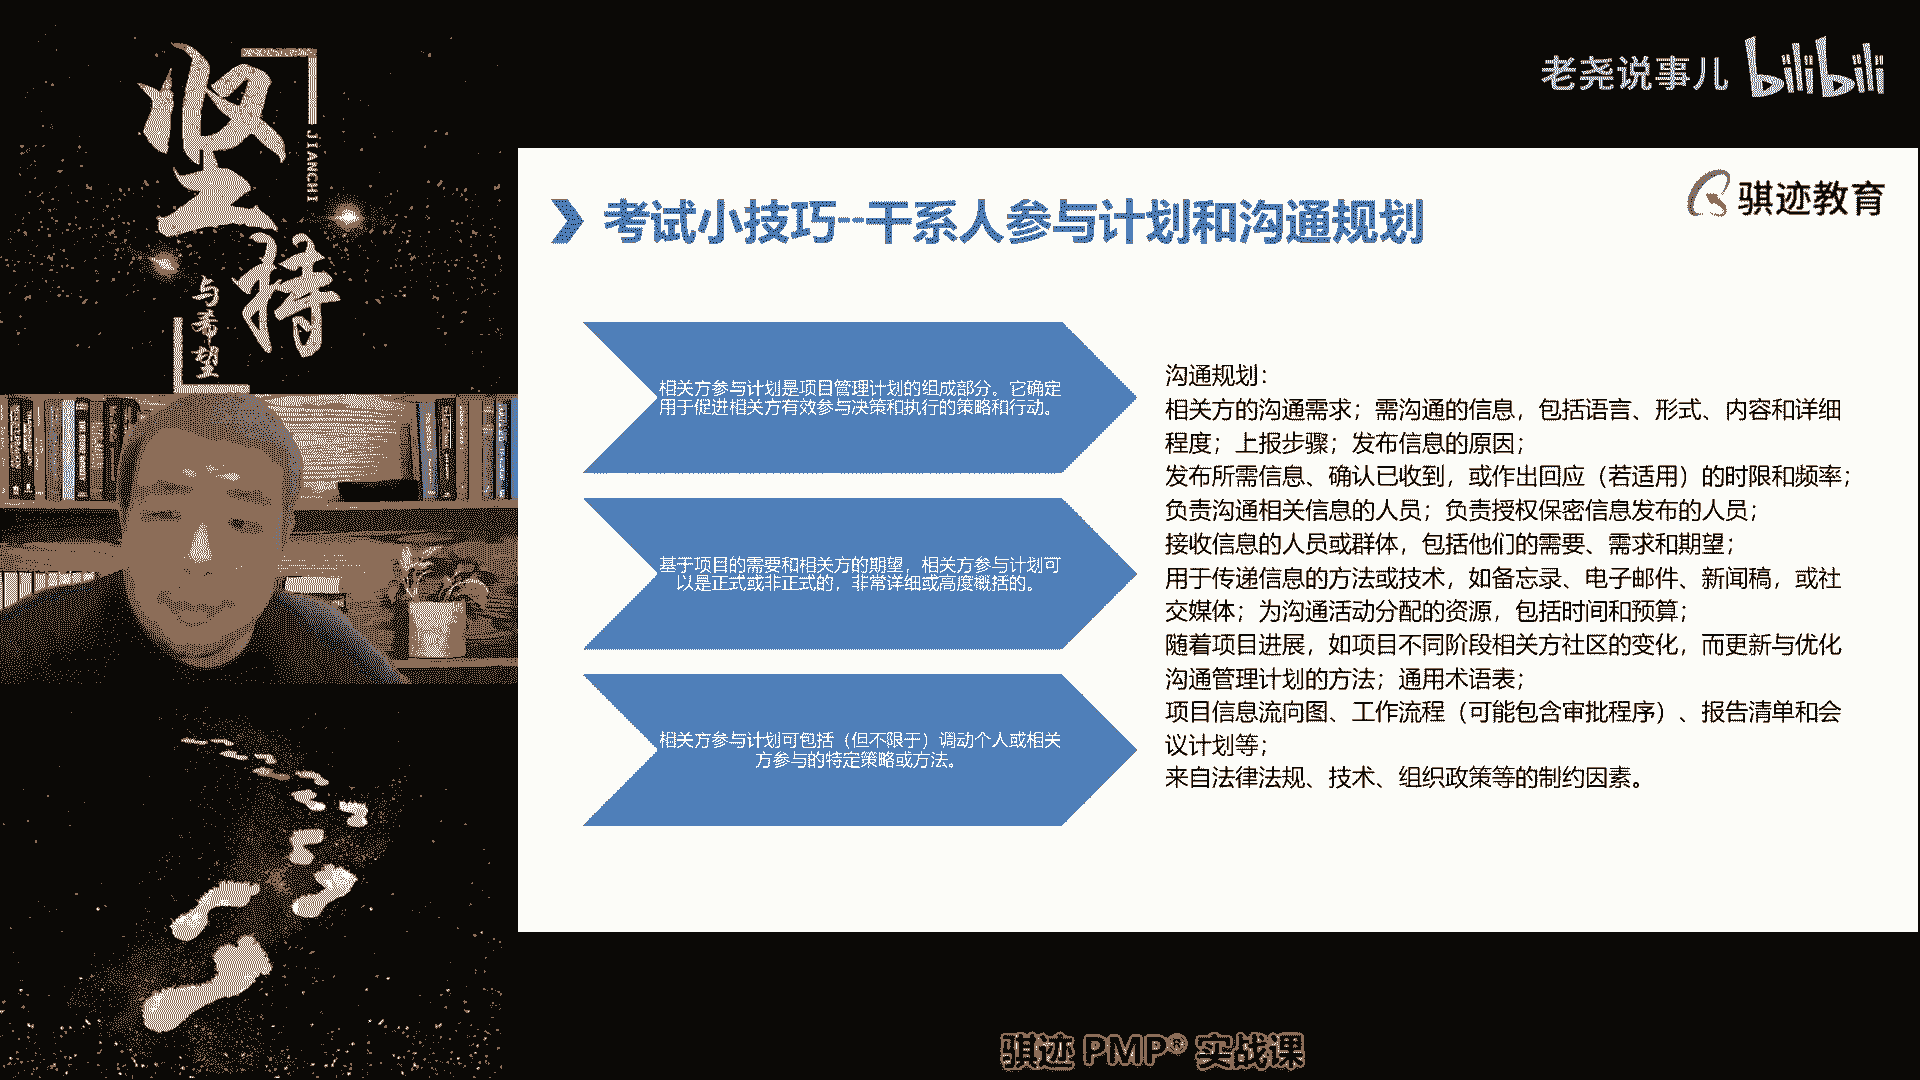 坚持
JIANCHI
与希望
老尧说事儿 bilibili
骐迹教育
考试小技巧--干系人参与计划和沟通规划
相关方参与计划是项目管理计划的组成部分。它确定
用于促进相关方有效参与决策和执行的策略和行动。
基于项目的需要和相关方的期望，相关方参与计划可
以是正式或非正式的，非常详细或高度概括的。
相关方参与计划可包括（但不限于）调动个人或相关
方参与的特定策略或方法。
沟通规划：
相关方的沟通需求；需沟通的信息，包括语言、形式、内容和详细
程度；上报步骤；发布信息的原因；
发布所需信息、确认已收到，或作出回应（若适用）的时限和频率；
负责沟通相关信息的人员；负责授权保密信息发布的人员；
接收信息的人员或群体，包括他们的需要、需求和期望；
用于传递信息的方法或技术，如备忘录、电子邮件、新闻稿，或社
交媒体；为沟通活动分配的资源，包括时间和预算；
随着项目进展，如项目不同阶段相关方社区的变化，而更新与优化
沟通管理计划的方法；通用术语表；
项目信息流向图、工作流程（可能包含审批程序）、报告清单和会
议计划等；
来自法律法规、技术、组织政策等的制约因素。
骐迹 PMP® 实战课